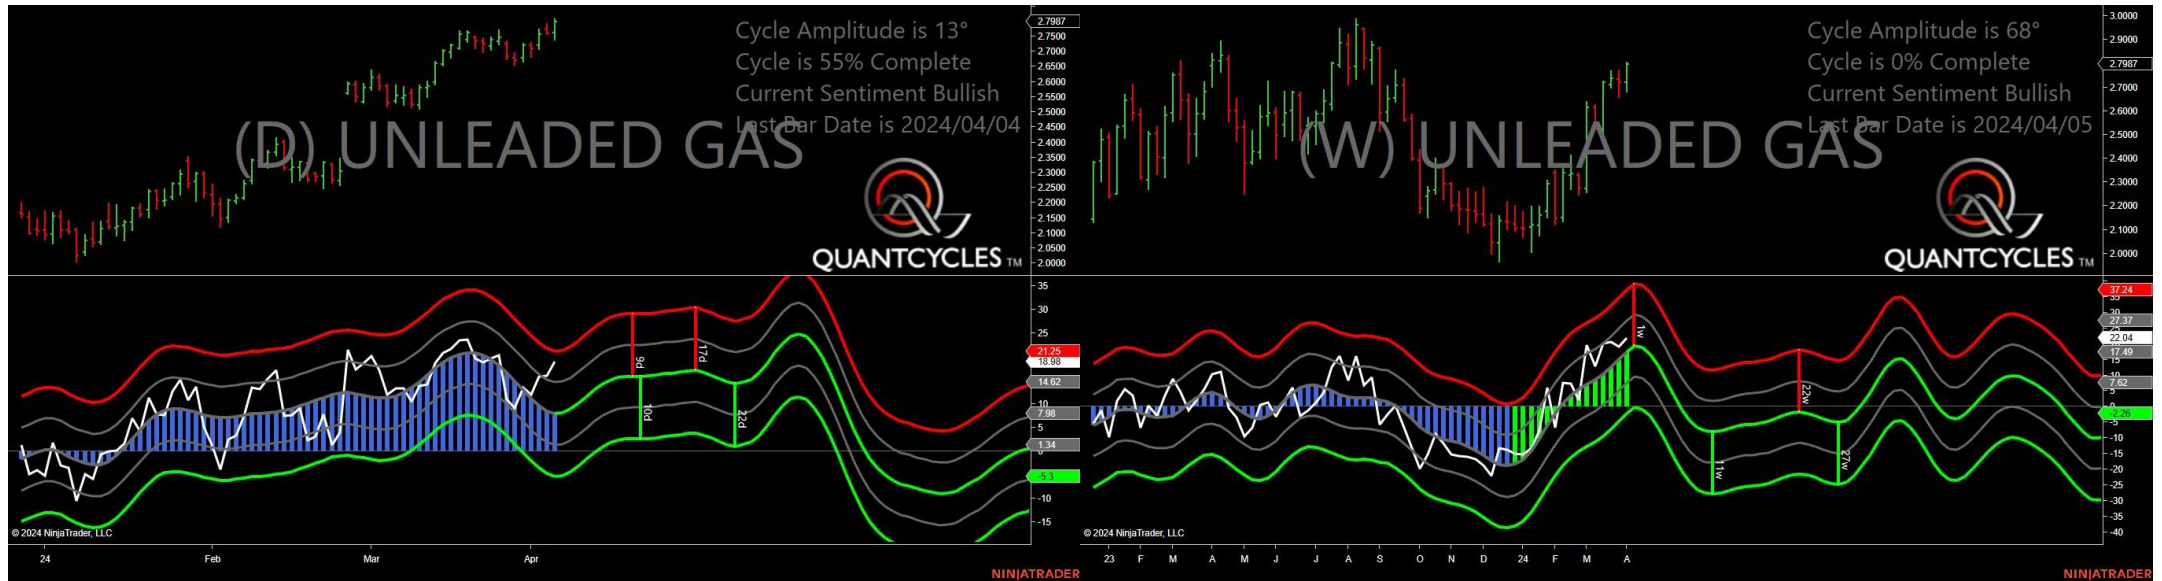 Cycle Amplitude is 13°
Cycle is 55% Complete
Current Sentiment Bullish
Last Bar Date is 2024/04/04
(D) UNLEADED GAS
QUANTCYCLES TM
2.7987
2.7500
2.7000
2.6500
2.6000
2.5500
2.5000
2.4500
2.4000
2.3500
2.3000
2.2500
2.2000
2.1500
2.1000
2.0500
2.0000
35
30
25
21.25
18.98
14.62
10
7.98
5
1.34
0
-5.3
-10
-15
9d
10d
17d
22d
© 2024 NinjaTrader, LLC
24 Feb Mar Apr
NINJATRADER
Cycle Amplitude is 68°
Cycle is 0% Complete
Current Sentiment Bullish
Last Bar Date is 2024/04/05
(W) UNLEADED GAS
QUANTCYCLES TM
3.0000
2.9000
2.7987
2.7000
2.6000
2.5000
2.4000
2.3000
2.2000
2.1000
2.0000
37.24
35
30
27.37
22.04
17.49
15
10
7.62
0
-2.26
-5
-10
-15
-20
-25
-30
-35
-40
1w
11w
22w
27w
© 2024 NinjaTrader, LLC
23 F M A M J J A S O N D 24 F M A
NINJATRADER